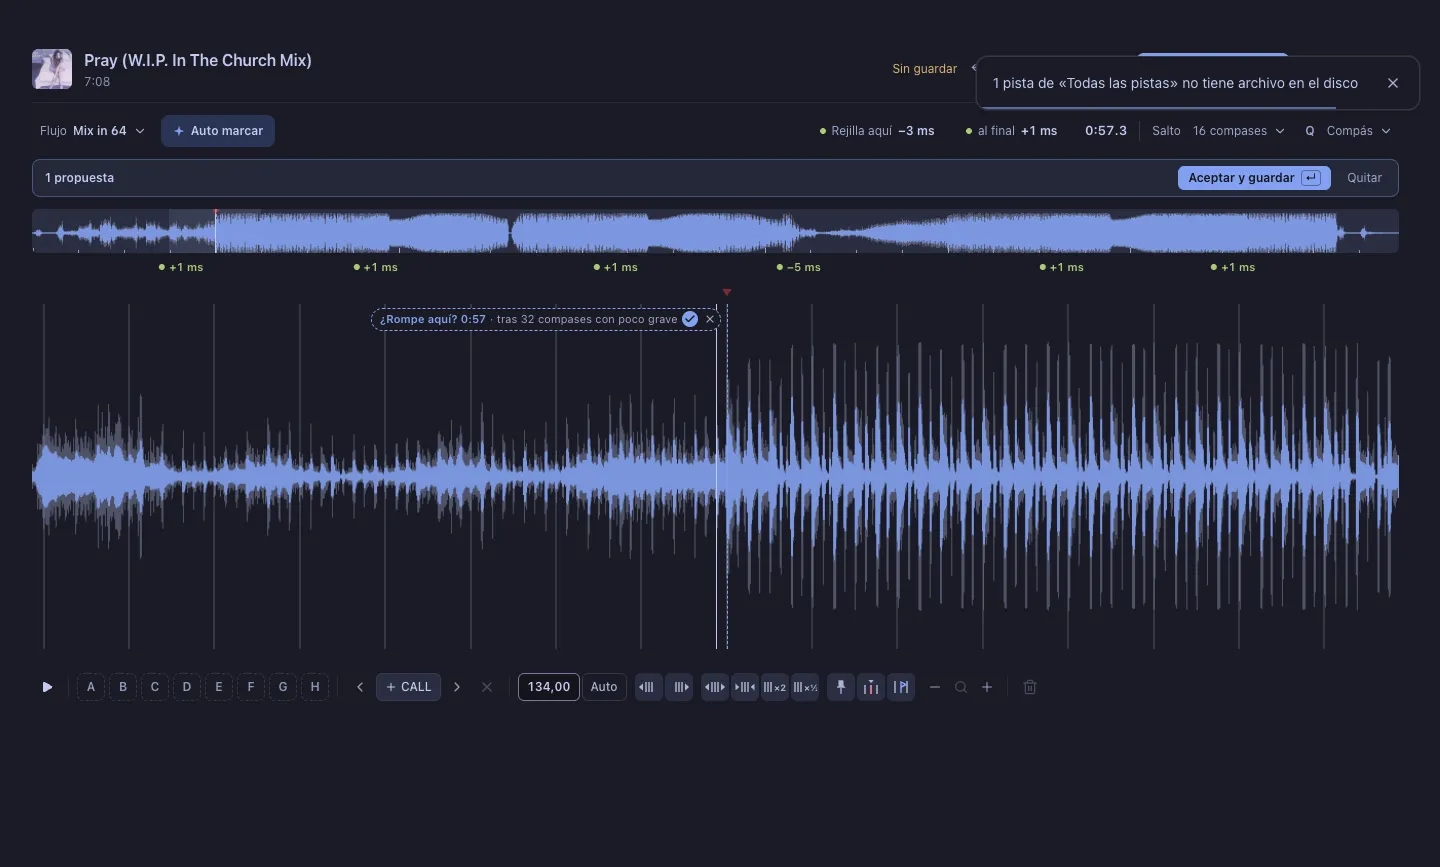 Pray (W.I.P. In The Church Mix)
7:08
Sin guardar
1 pista de «Todas las pistas» no tiene archivo en el disco
Flujo Mix in 64
Auto marcar
Rejilla aquí −3 ms
al final +1 ms
0:57.3
Salto 16 compases
Q Compás
1 propuesta
Aceptar y guardar
Quitar
+1 ms
+1 ms
+1 ms
−5 ms
+1 ms
+1 ms
¿Rompe aquí? 0:57 · tras 32 compases con poco grave
A B C D E F G H
+ CALL
134,00
Auto
×2
×½